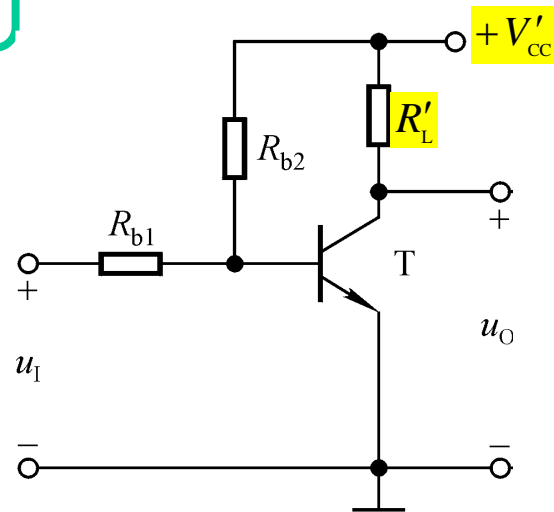 +V′CC
R′L
Rb2
Rb1
T
+
+
uO
uI
−
−